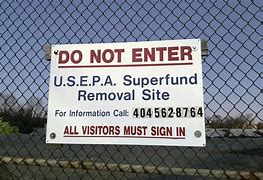 "DO NOT ENTER"
U.S.E.P.A. Superfund
Removal Site
For Information Call: 404 562-8764
ALL VISITORS MUST SIGN IN